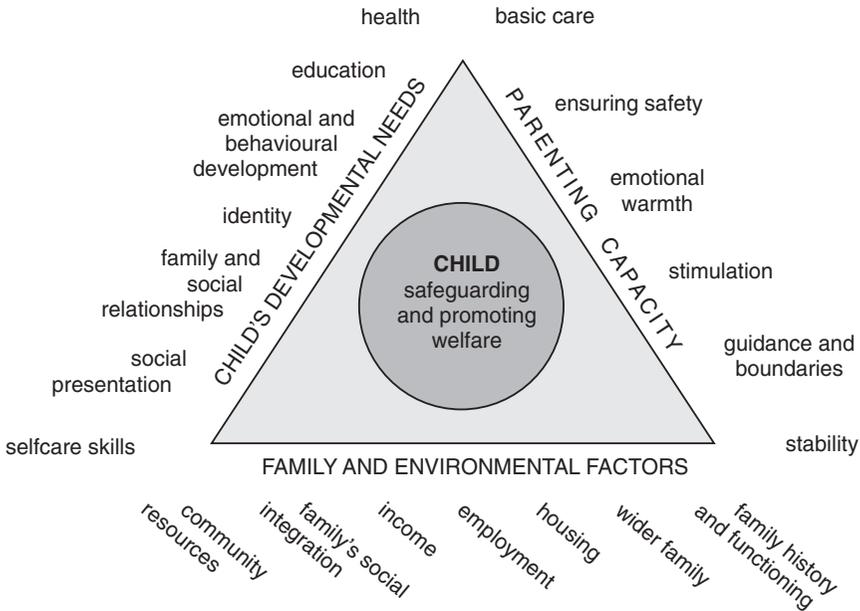 health
basic care
education
ensuring safety
emotional and
behavioural
development
emotional
warmth
identity
family and
social
relationships
stimulation
social
presentation
guidance and
boundaries
selfcare skills
stability
CHILD'S DEVELOPMENTAL NEEDS
PARENTING CAPACITY
CHILD
safeguarding
and promoting
welfare
FAMILY AND ENVIRONMENTAL FACTORS
community
resources
family's social
integration
income
employment
housing
wider family
family history
and functioning